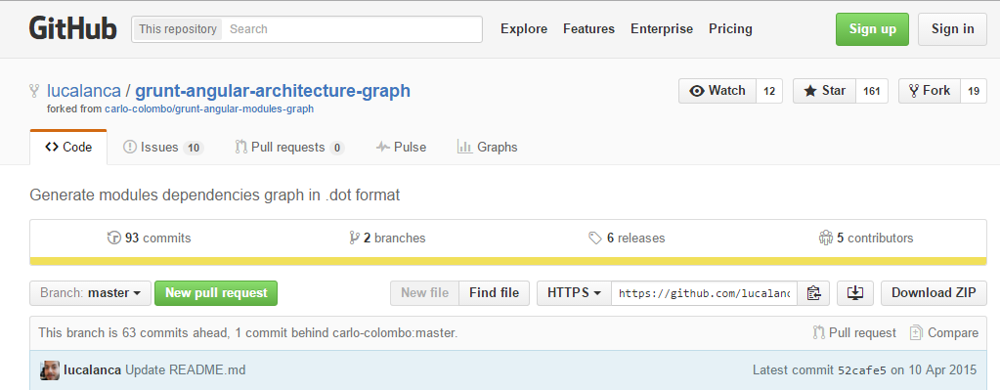 GitHub This repository Search Explore Features Enterprise Pricing Sign up Sign in
lucalanca / grunt-angular-architecture-graph Watch 12 Star 161 Fork 19
forked from carlo-colombo/grunt-angular-modules-graph
Code Issues 10 Pull requests 0 Pulse Graphs
Generate modules dependencies graph in .dot format
93 commits 2 branches 6 releases 5 contributors
Branch: master New pull request New file Find file HTTPS https://github.com/lucalanc Download ZIP
This branch is 63 commits ahead, 1 commit behind carlo-colombo:master. Pull request Compare
lucalanca Update README.md Latest commit 52cafe5 on 10 Apr 2015